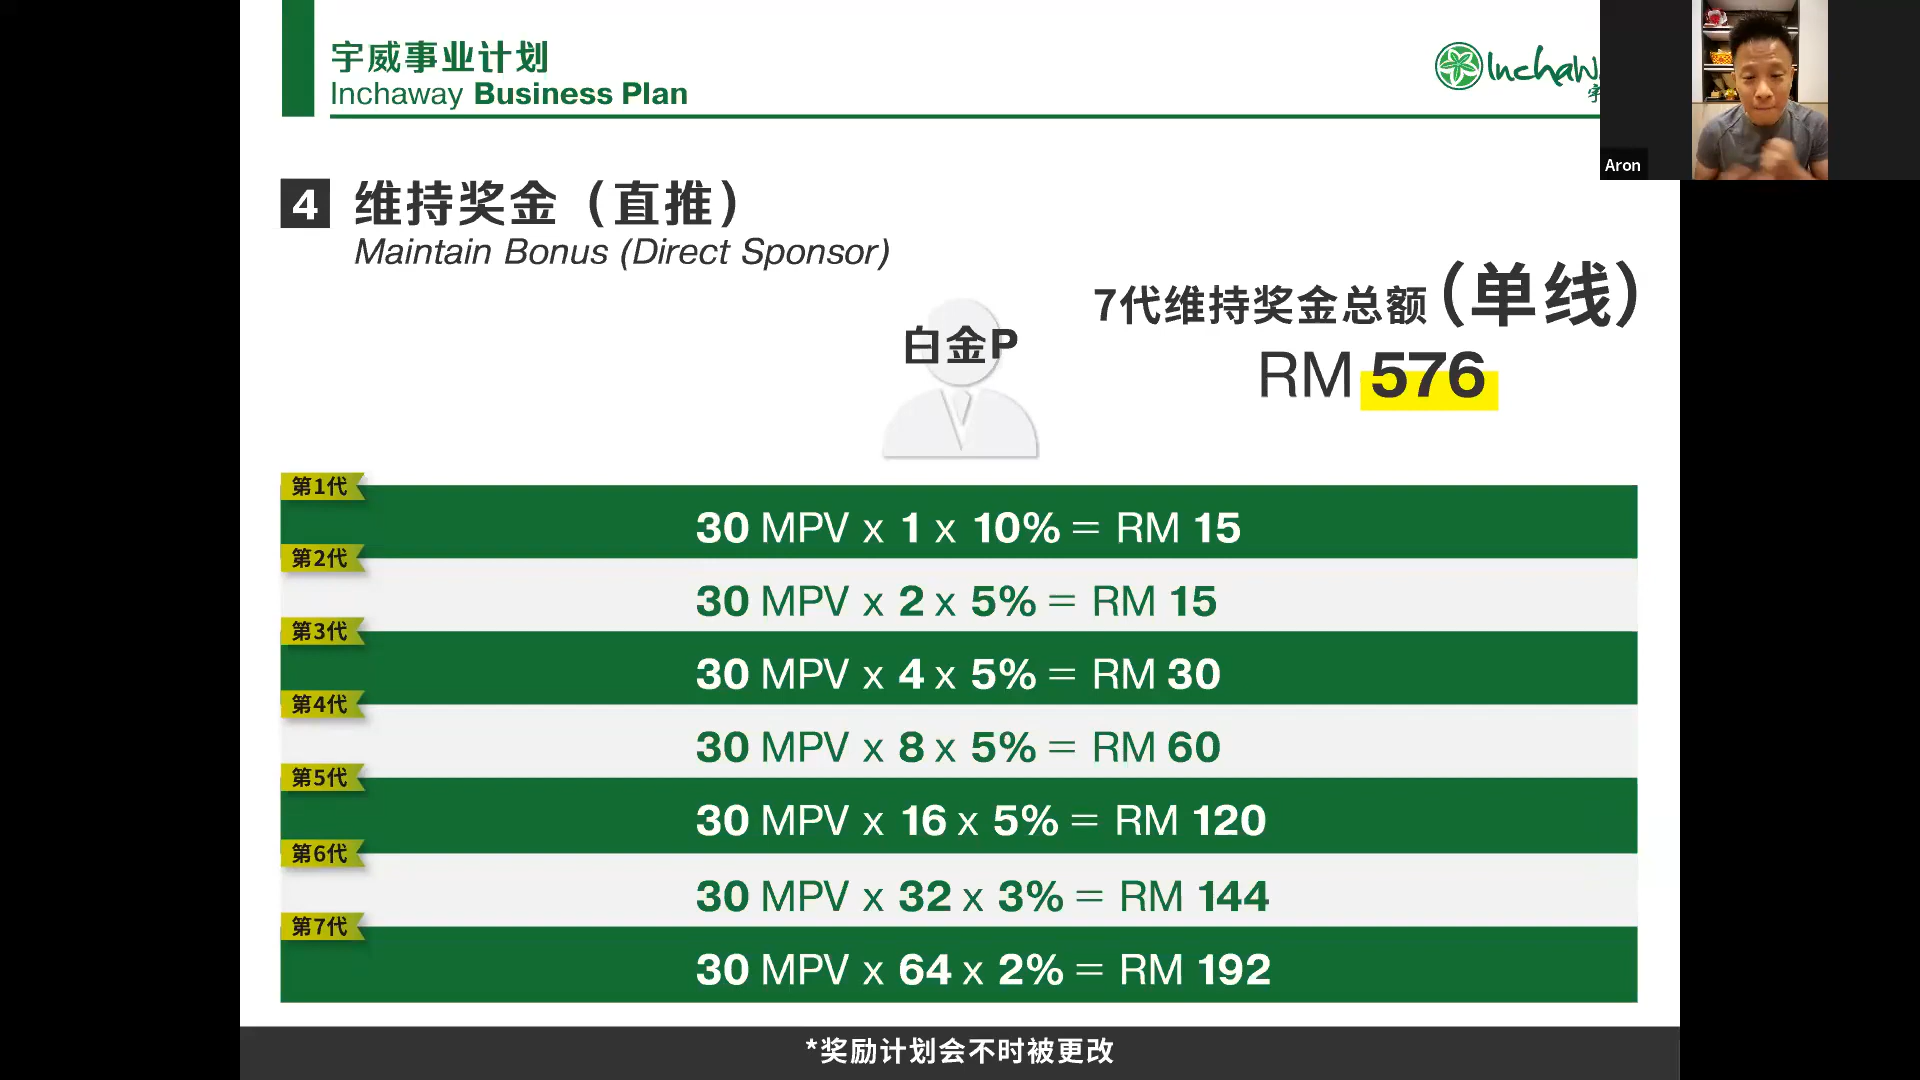 宇威事业计划
Inchaway Business Plan
Aron
4 维持奖金（直推）
Maintain Bonus (Direct Sponsor)
7代维持奖金总额（单线）
RM 576
白金P
第1代
30 MPV x 1 x 10% = RM 15
第2代
30 MPV x 2 x 5% = RM 15
第3代
30 MPV x 4 x 5% = RM 30
第4代
30 MPV x 8 x 5% = RM 60
第5代
30 MPV x 16 x 5% = RM 120
第6代
30 MPV x 32 x 3% = RM 144
第7代
30 MPV x 64 x 2% = RM 192
*奖励计划会不时被更改